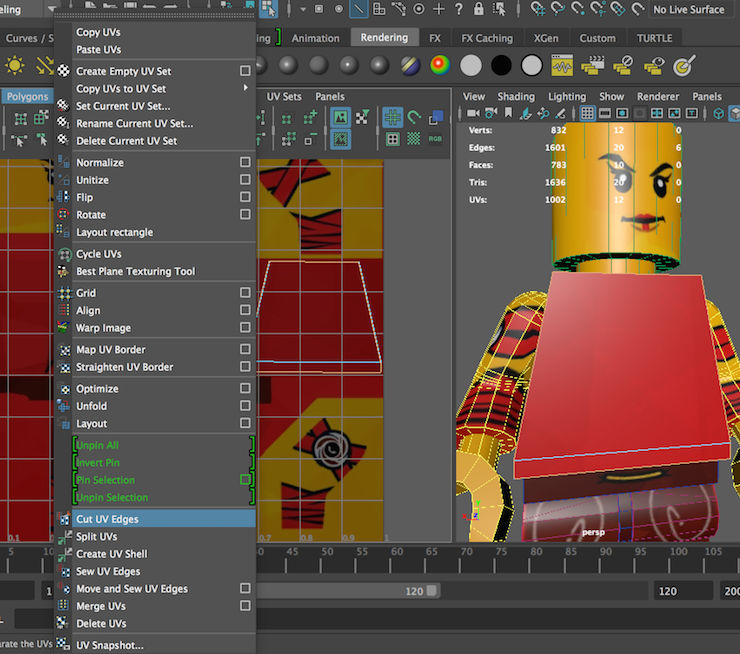 eling
No Live Surface
Curves / S
ing
Animation
Rendering
FX
FX Caching
XGen
Custom
TURTLE
Polygons
UV Sets
Panels
View
Shading
Lighting
Show
Renderer
Panels
RGB
Copy UVs
Paste UVs
Create Empty UV Set
Copy UVs to UV Set
Set Current UV Set...
Rename Current UV Set...
Delete Current UV Set
Normalize
Unitize
Flip
Rotate
Layout rectangle
Cycle UVs
Best Plane Texturing Tool
Grid
Align
Warp Image
Map UV Border
Straighten UV Border
Optimize
Unfold
Layout
Unpin All
Invert Pin
Pin Selection
Unpin Selection
Cut UV Edges
Split UVs
Create UV Shell
Sew UV Edges
Move and Sew UV Edges
Merge UVs
Delete UVs
UV Snapshot...
Verts: 832 12 0
Edges: 1601 20 6
Faces: 783 10 0
Tris: 1636 20 0
UVs: 1002 12 0
persp
0.1
0.7 0.8 0.9
5 10 45 50 55 60 65 70 75 80 85 90 95 100 105
1 120 120 200
arate the UVs